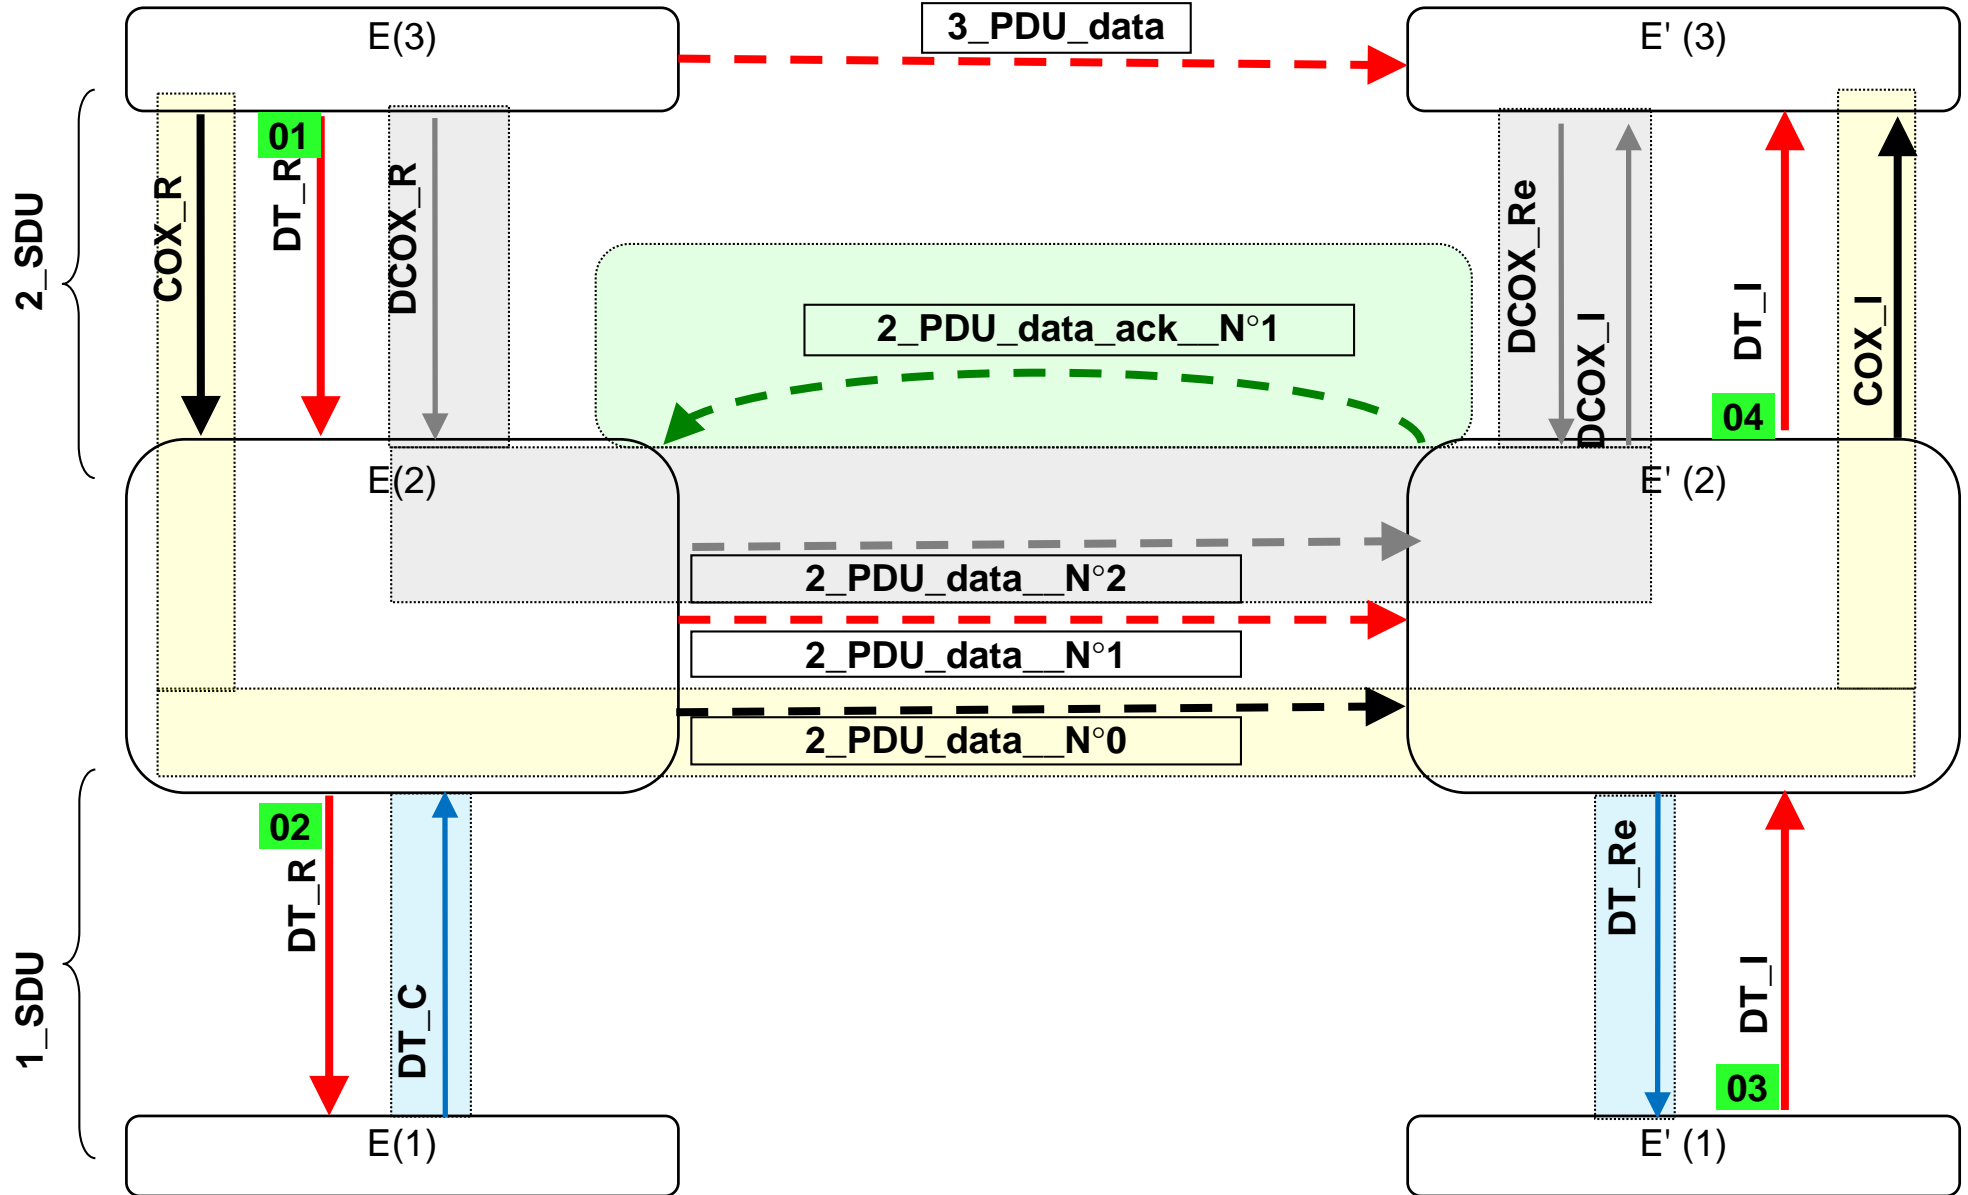 3_PDU_data
E(3)
E' (3)
01
COX_R
DT_R
DCOX_R
2_SDU
DCOX_Re
DCOX_I
DT_I
COX_I
2_PDU_data_ack__N°1
04
E(2)
E' (2)
2_PDU_data__N°2
2_PDU_data__N°1
2_PDU_data__N°0
02
DT_R
DT_C
1_SDU
DT_Re
DT_I
03
E(1)
E' (1)